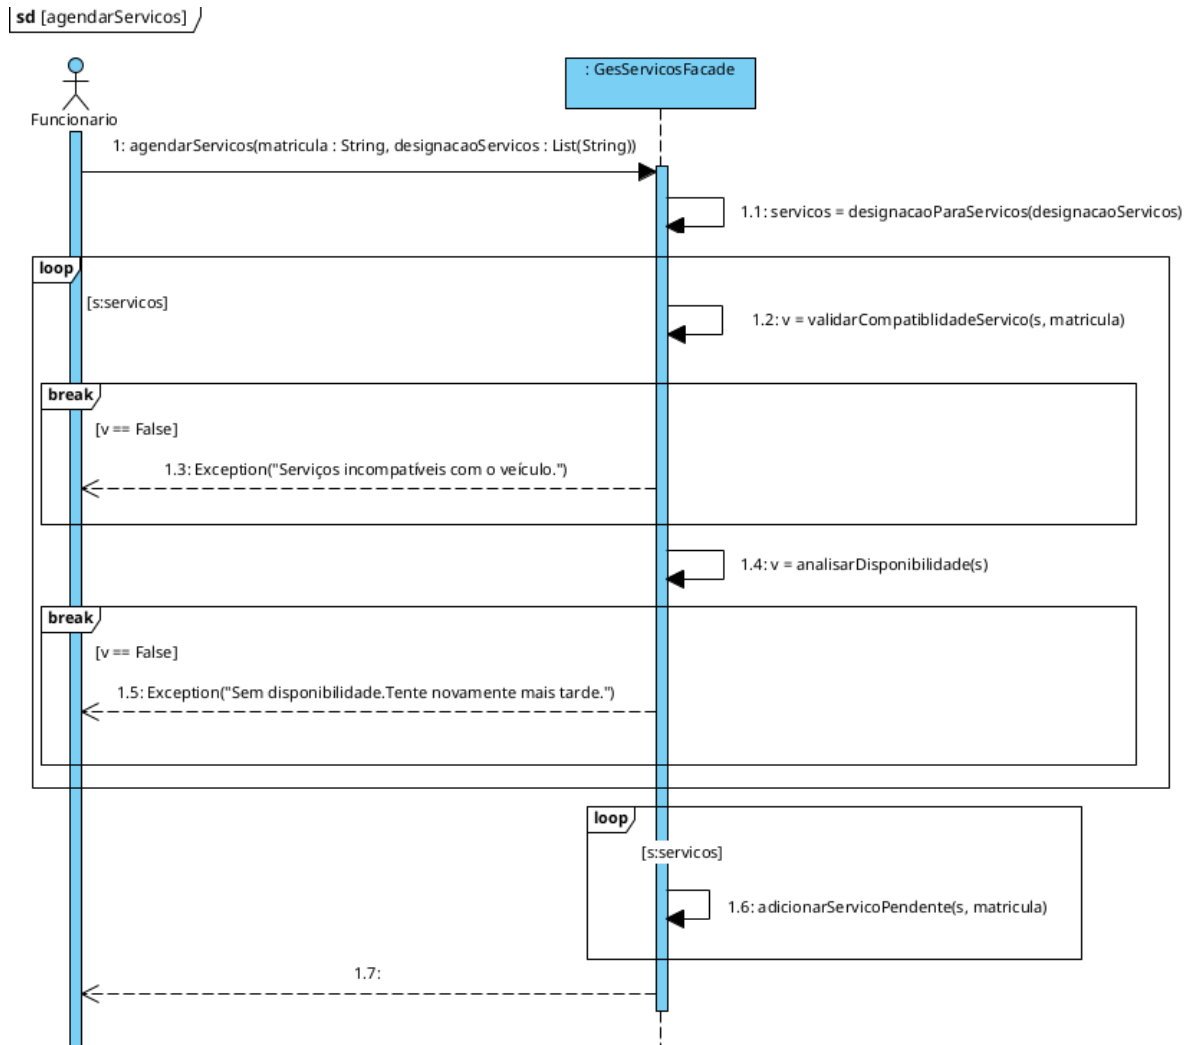 sd [agendarServicos]
: GesServicosFacade
Funcionario
1: agendarServicos(matricula : String, designacaoServicos : List(String))
1.1: servicos = designacaoParaServicos(designacaoServicos)
loop
[s:servicos]
1.2: v = validarCompatiblidadeServico(s, matricula)
break
[v == False]
1.3: Exception("Serviços incompatíveis com o veículo.")
1.4: v = analisarDisponibilidade(s)
break
[v == False]
1.5: Exception("Sem disponibilidade.Tente novamente mais tarde.")
loop
[s:servicos]
1.6: adicionarServicoPendente(s, matricula)
1.7: